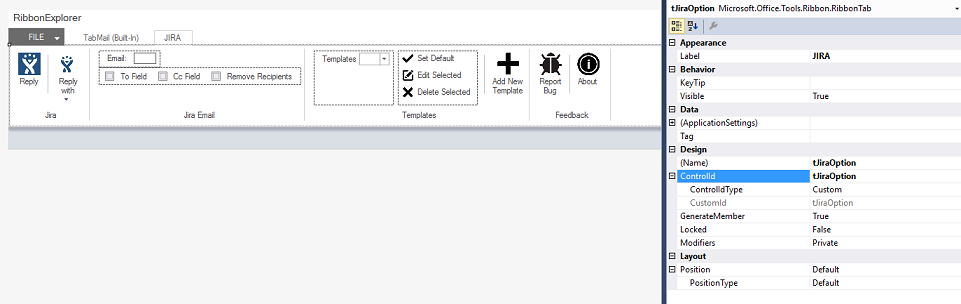 RibbonExplorer
FILE TabMail (Built-In) JIRA
Reply
Reply with
Jira
Email:
To Field Cc Field Remove Recipients
Jira Email
Templates
Set Default
Edit Selected
Delete Selected
Add New Template
Templates
Report Bug
About
Feedback
tJiraOption Microsoft.Office.Tools.Ribbon.RibbonTab
Appearance
Label JIRA
Behavior
KeyTip
Visible True
Data
(ApplicationSettings)
Tag
Design
(Name) tJiraOption
ControlId tJiraOption
ControlIdType Custom
CustomId tJiraOption
GenerateMember True
Locked False
Modifiers Private
Layout
Position Default
PositionType Default